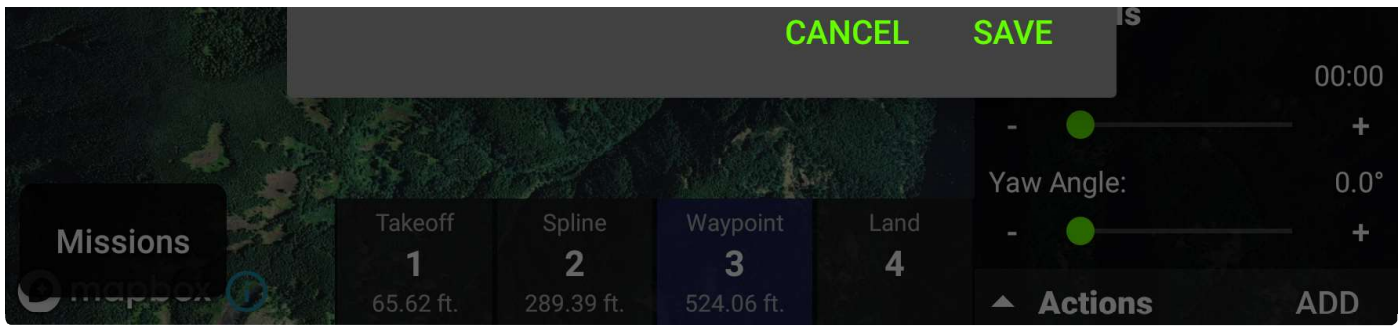 CANCEL SAVE
ls
00:00
- +
Yaw Angle: 0.0°
- +
Missions
mapbox
Takeoff Spline Waypoint Land
1 2 3 4
65.62 ft. 289.39 ft. 524.06 ft.
Actions ADD